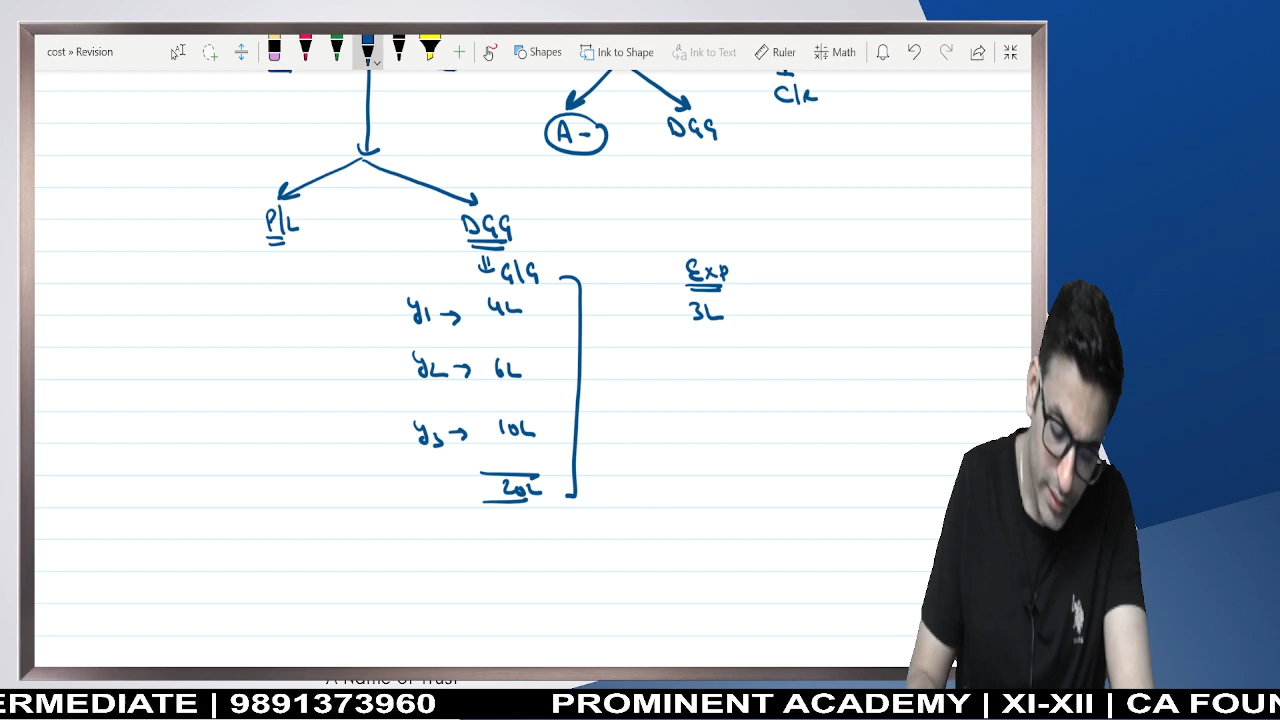 cost » Revision
Shapes
Ink to Shape
Ink to Text
Ruler
Math
C/R
A-
DGG
P/L
DGG
G/G
Exp
y1 → 4L
3L
y2 → 6L
y3 → 10L
20L
ERMEDIATE | 9891373960
PROMINENT ACADEMY | XI-XII | CA FOUN